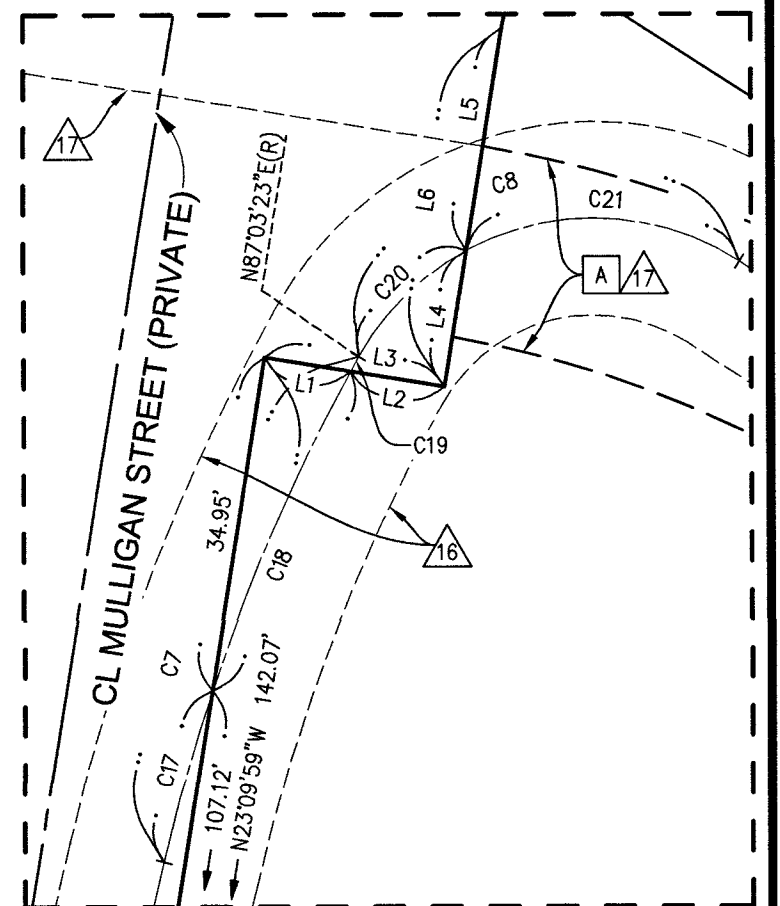 L5
17
N87°03'23"E(R)
L6
C8
C21
CL MULLIGAN STREET (PRIVATE)
C20
A
17
L4
L3
L1
L2
C19
34.95'
16
C18
C7
142.07'
C17
107.12'
N23°09'59"W